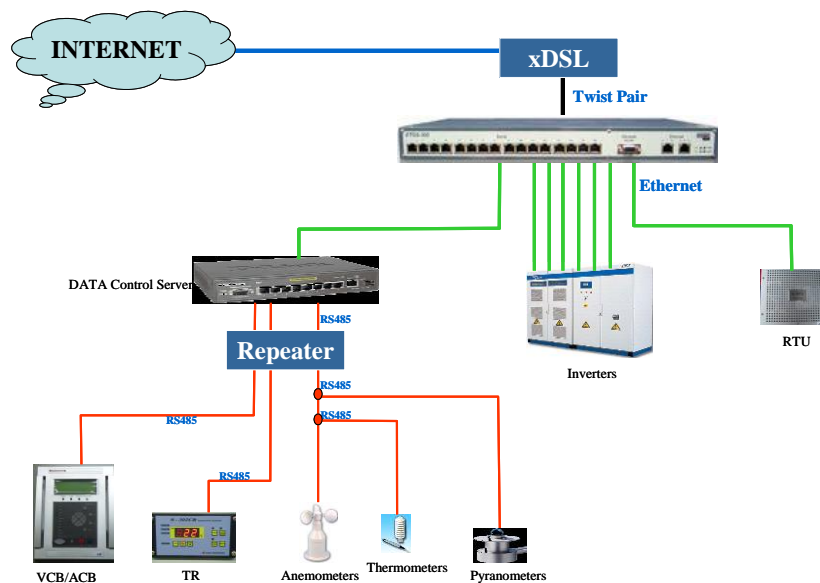 INTERNET
xDSL
Twist Pair
Ethernet
DATA Control Server
RS485
Repeater
RTU
Inverters
RS485
RS485
RS485
RS485
VCB/ACB
TR
Anemometers
Thermometers
Pyranometers